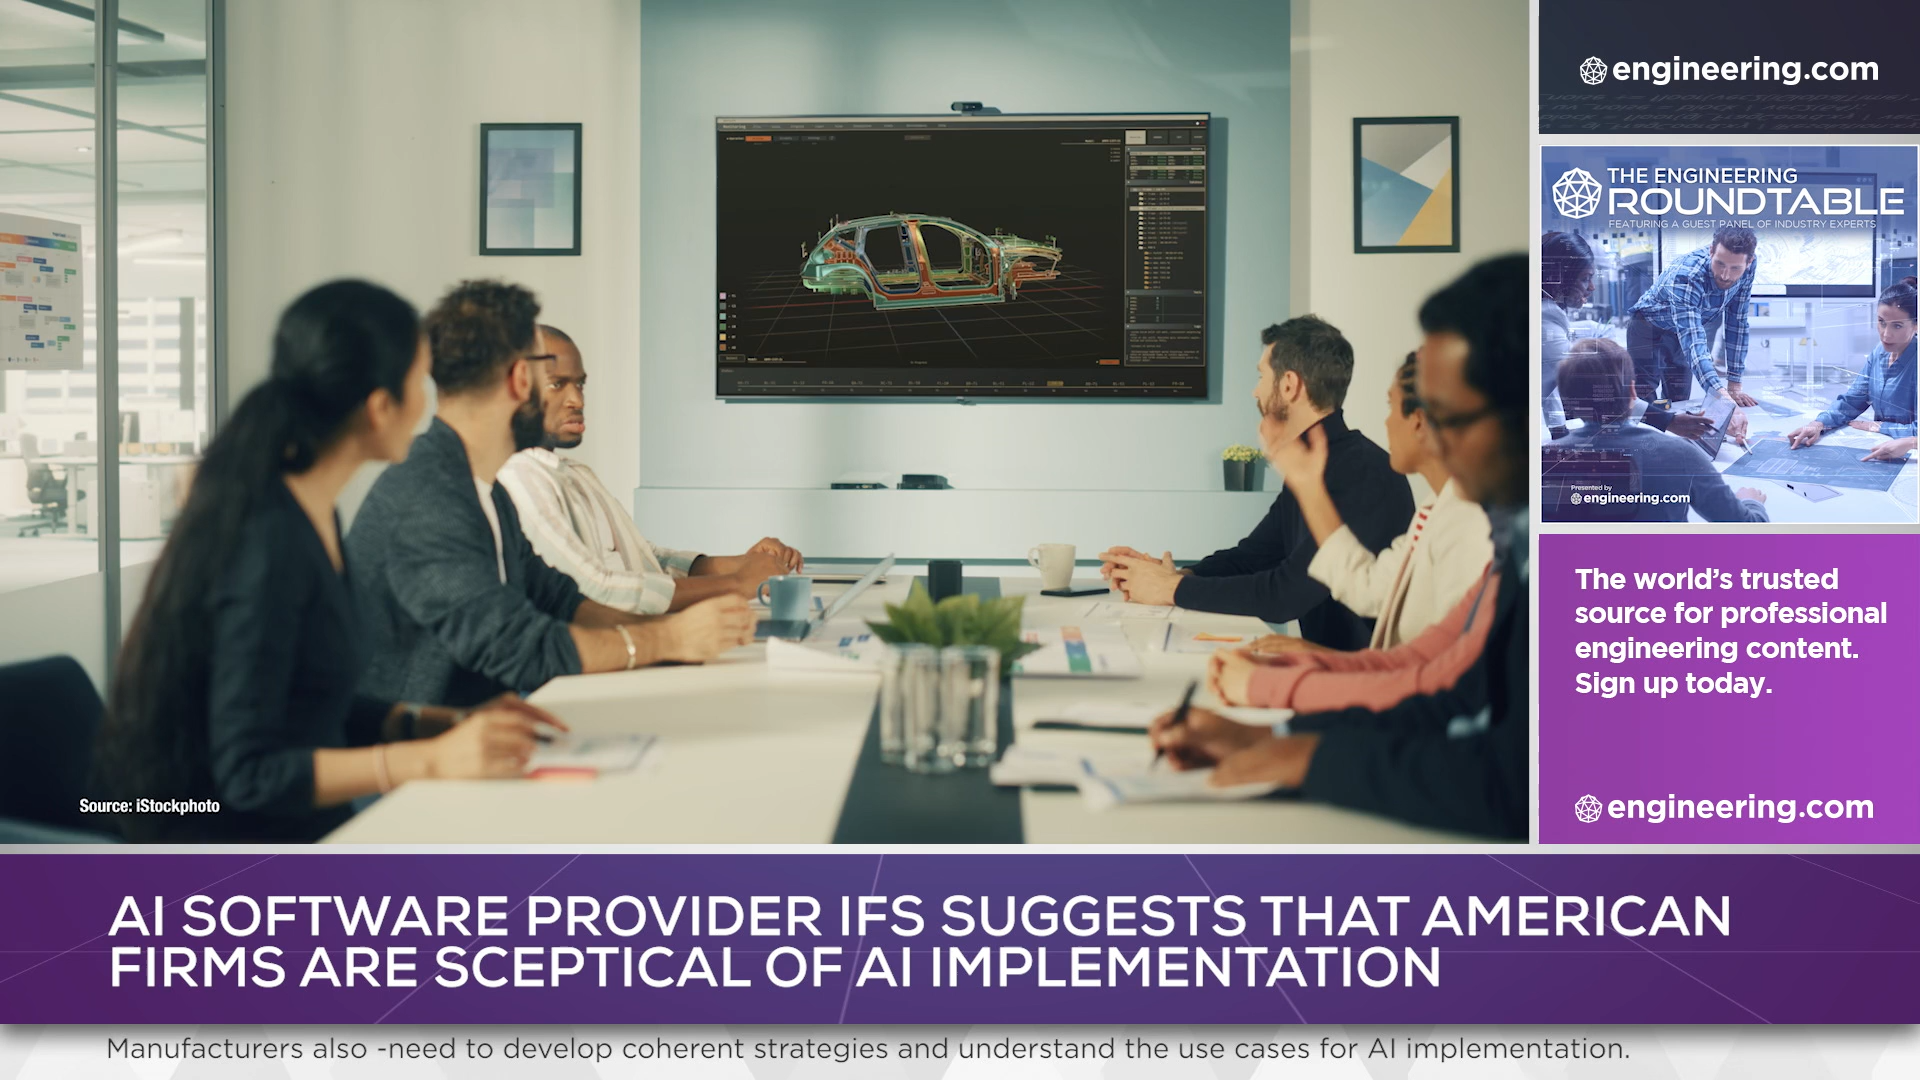 engineering.com
THE ENGINEERING
ROUNDTABLE
FEATURING A GUEST PANEL OF INDUSTRY EXPERTS
Presented by
engineering.com
The world's trusted
source for professional
engineering content.
Sign up today.
engineering.com
Source: iStockphoto
AI SOFTWARE PROVIDER IFS SUGGESTS THAT AMERICAN
FIRMS ARE SCEPTICAL OF AI IMPLEMENTATION
Manufacturers also -need to develop coherent strategies and understand the use cases for AI implementation.